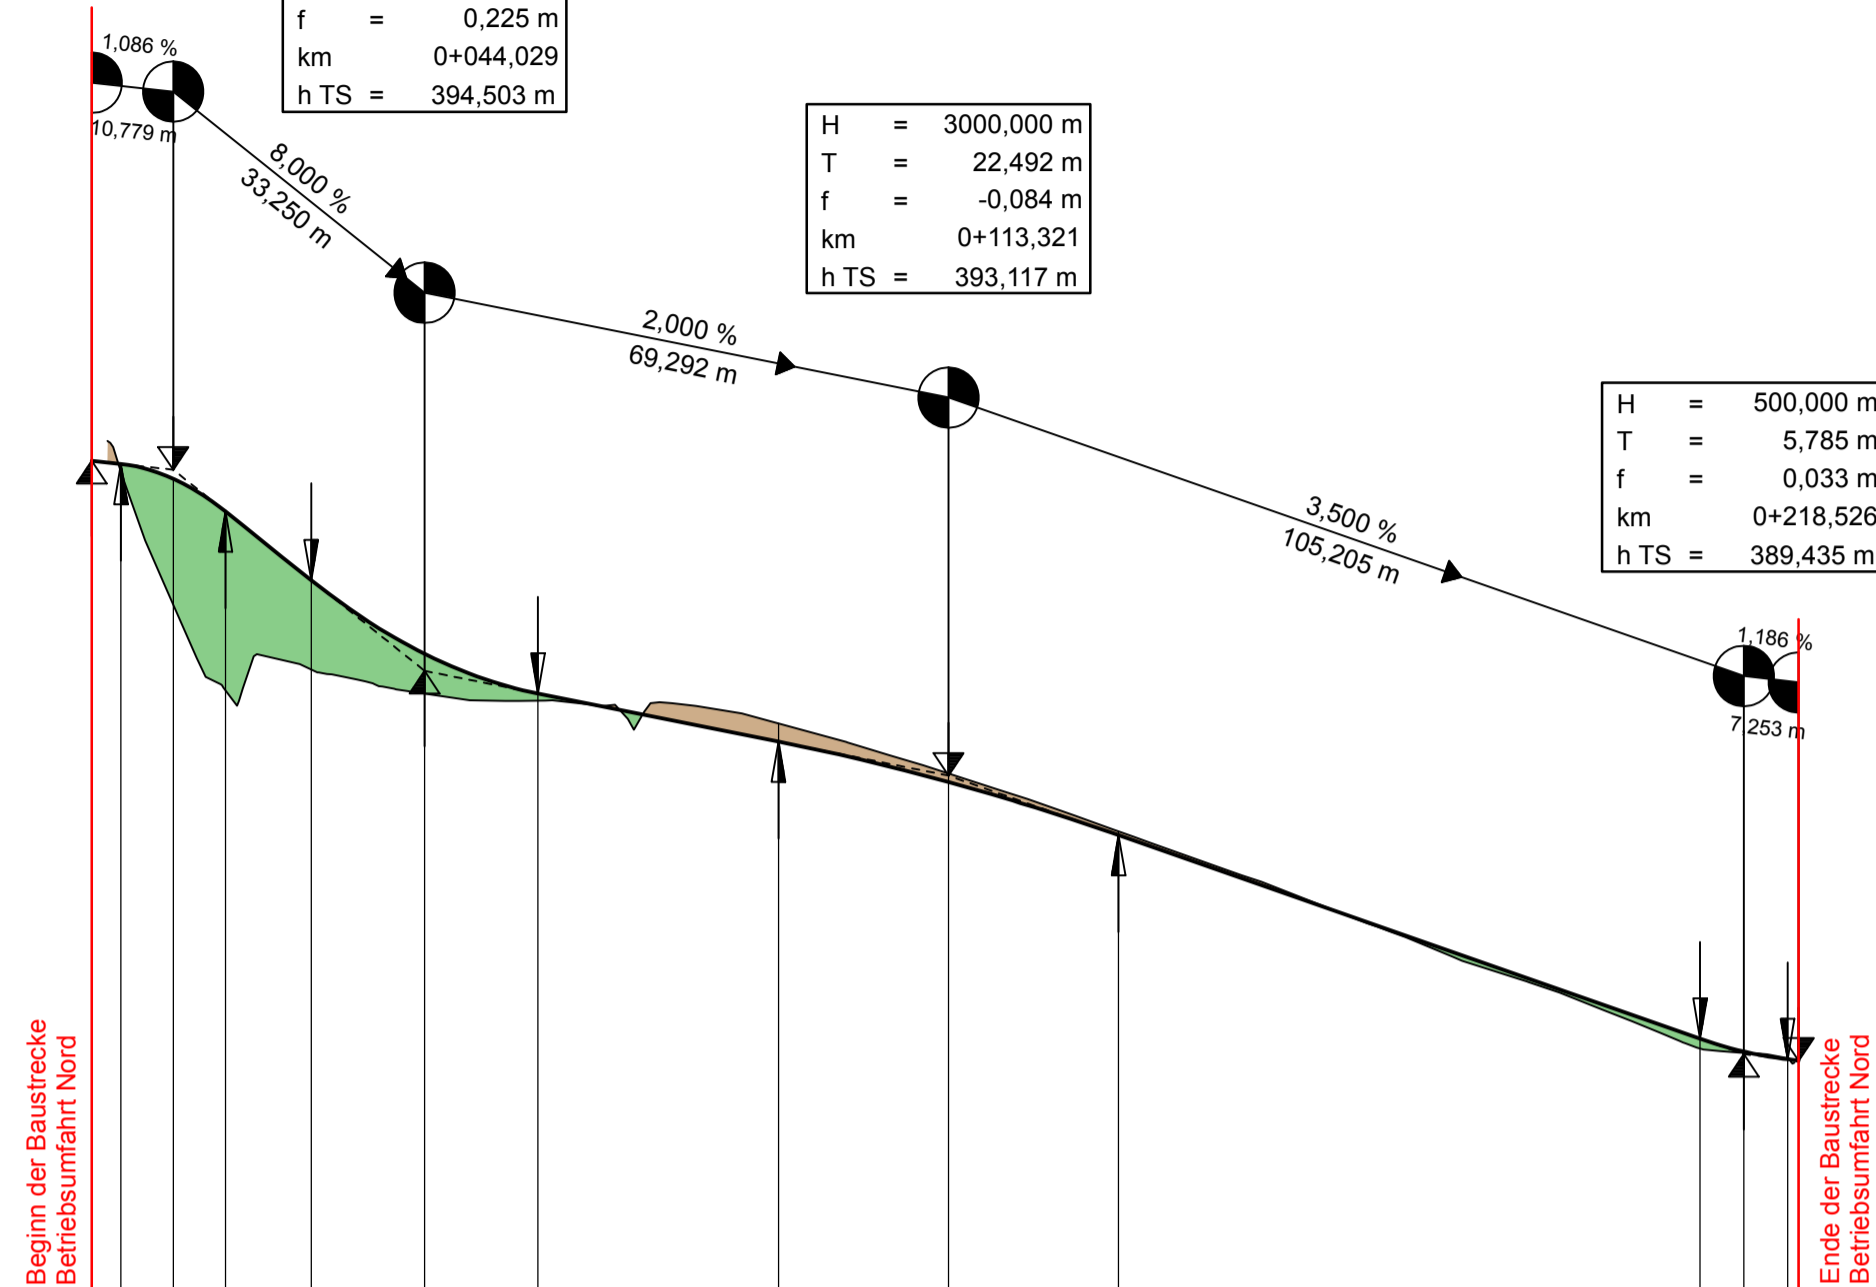 f = 0,225 m
km 0+044,029
h TS = 394,503 m
1,086 %
10,779 m
8,000 %
33,250 m
H = 3000,000 m
T = 22,492 m
f = -0,084 m
km 0+113,321
h TS = 393,117 m
2,000 %
69,292 m
H = 500,000 m
T = 5,785 m
f = 0,033 m
km 0+218,526
h TS = 389,435 m
3,500 %
105,205 m
1,186 %
7,253 m
Beginn der Baustrecke
Betriebsumfahrt Nord
Ende der Baustrecke
Betriebsumfahrt Nord